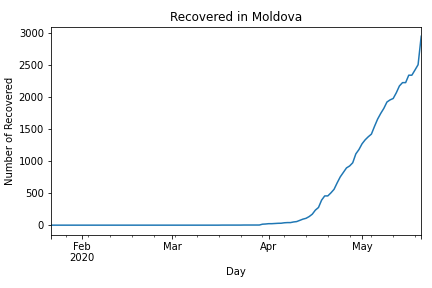 Recovered in Moldova
3000
2500
2000
1500
1000
500
0
Number of Recovered
Feb
2020
Mar
Apr
May
Day